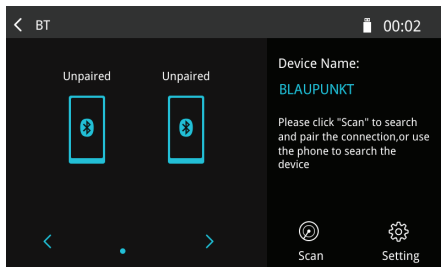 BT
00:02
Unpaired
Unpaired
Device Name:
BLAUPUNKT
Please click "Scan" to search
and pair the connection,or use
the phone to search the
device
Scan
Setting